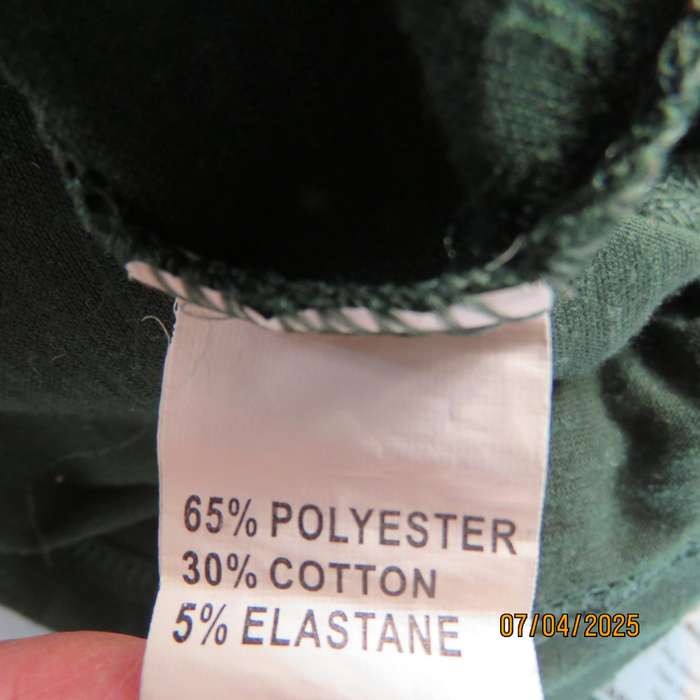 65% POLYESTER
30% COTTON
5% ELASTANE
07/04/2025